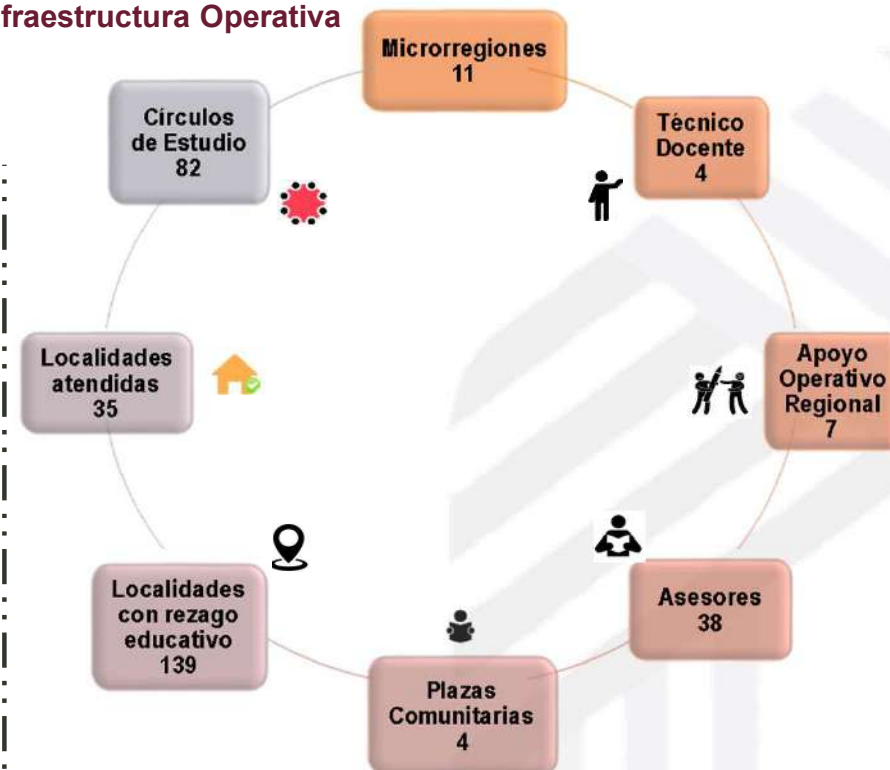 fraestructura Operativa
Microrregiones
11
Técnico
Docente
4
Apoyo
Operativo
Regional
7
Asesores
38
Plazas
Comunitarias
4
Localidades
con rezago
educativo
139
Localidades
atendidas
35
Círculos
de Estudio
82